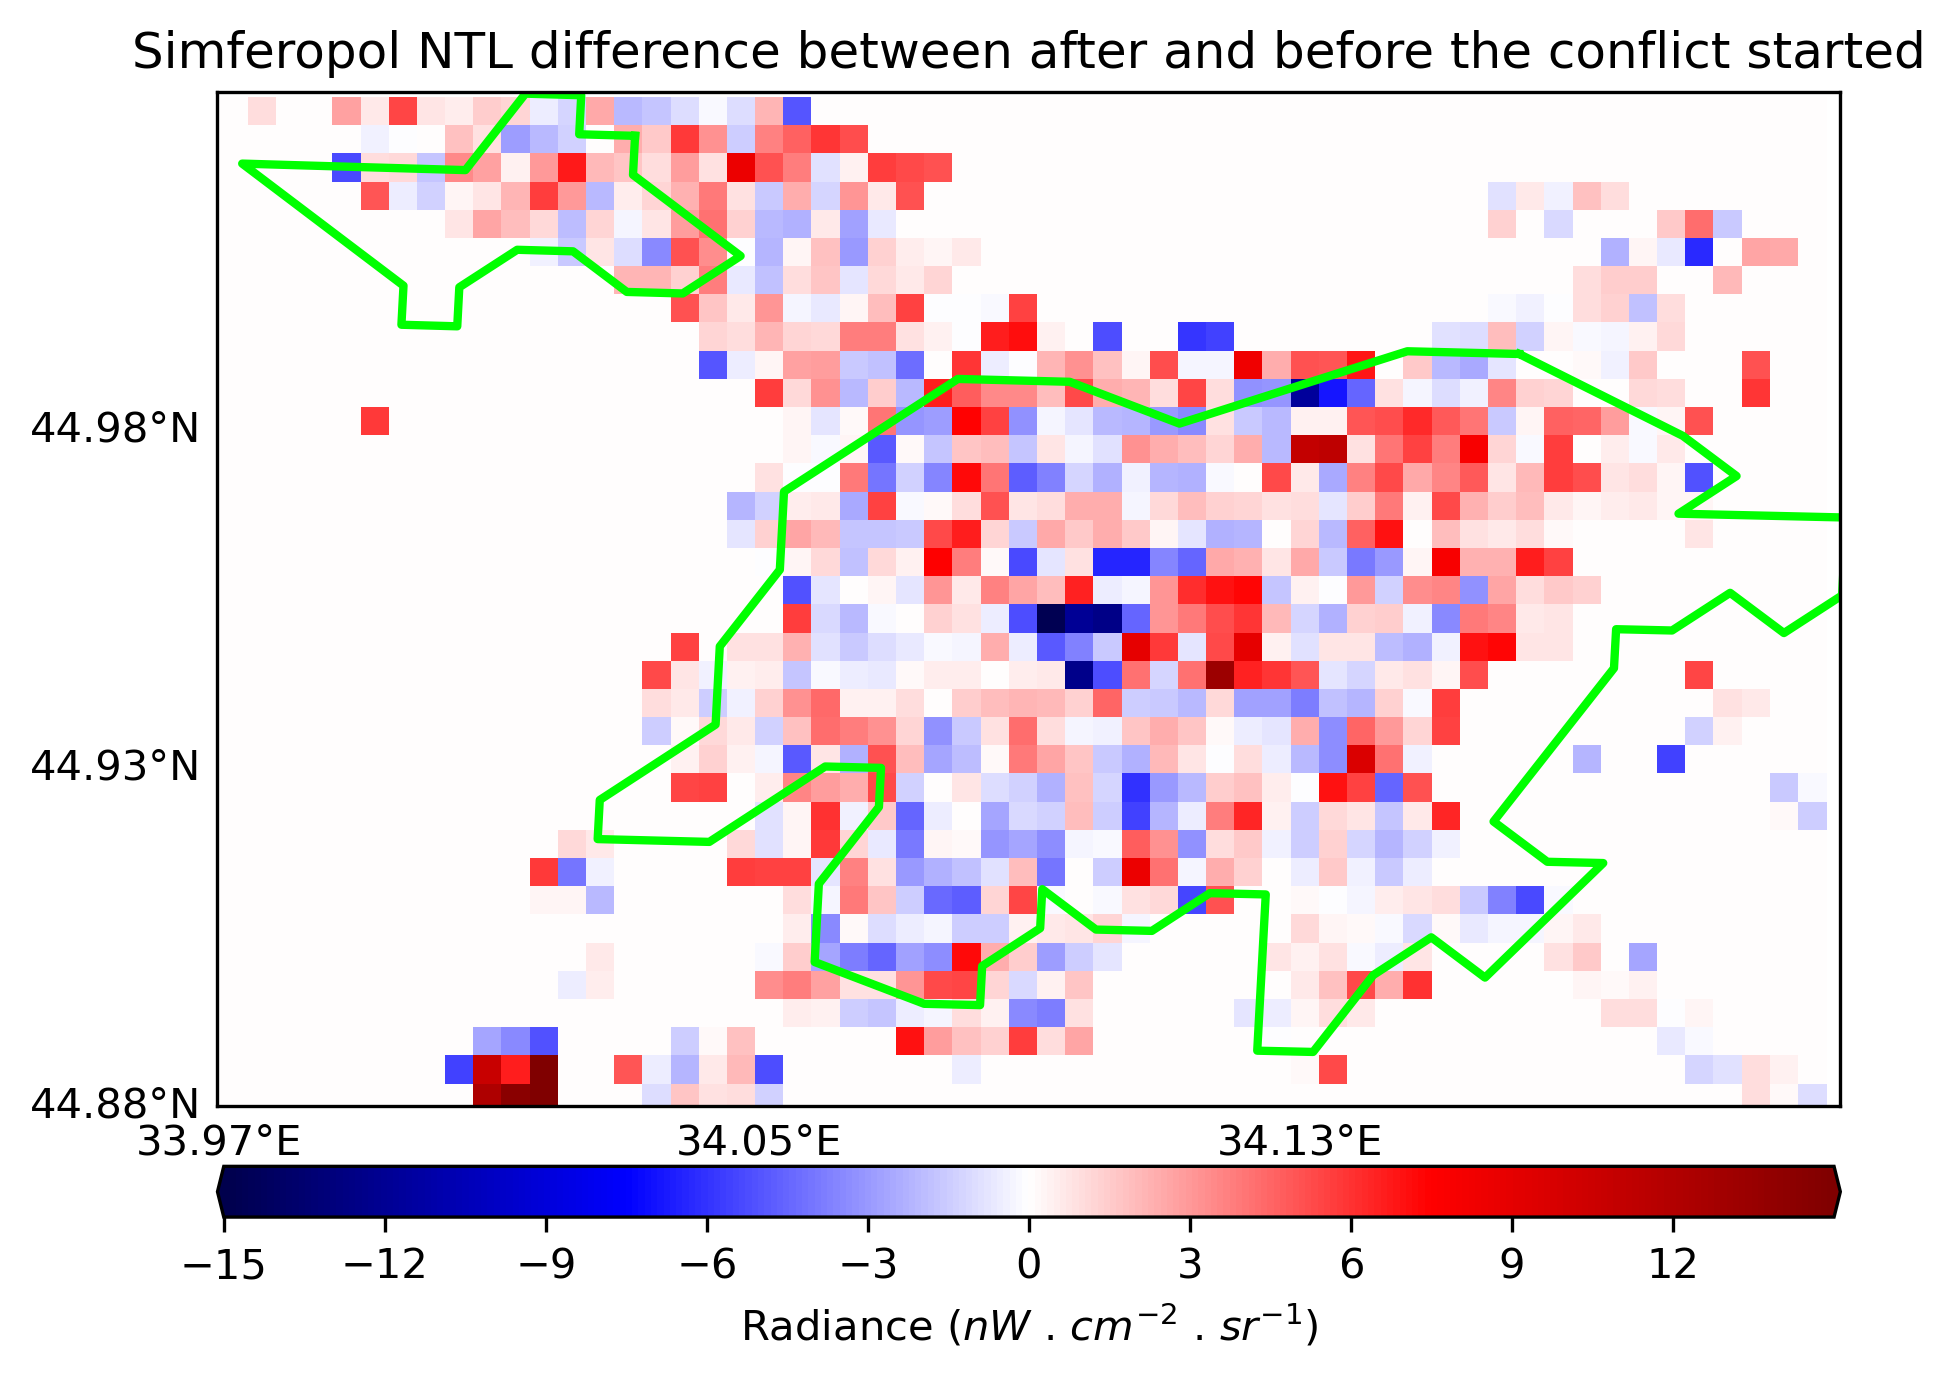 Simferopol NTL difference between after and before the conflict started
44.98°N
44.93°N
44.88°N
33.97°E 34.05°E 34.13°E
−15 −12 −9 −6 −3 0 3 6 9 12
Radiance (nW . cm⁻² . sr⁻¹)